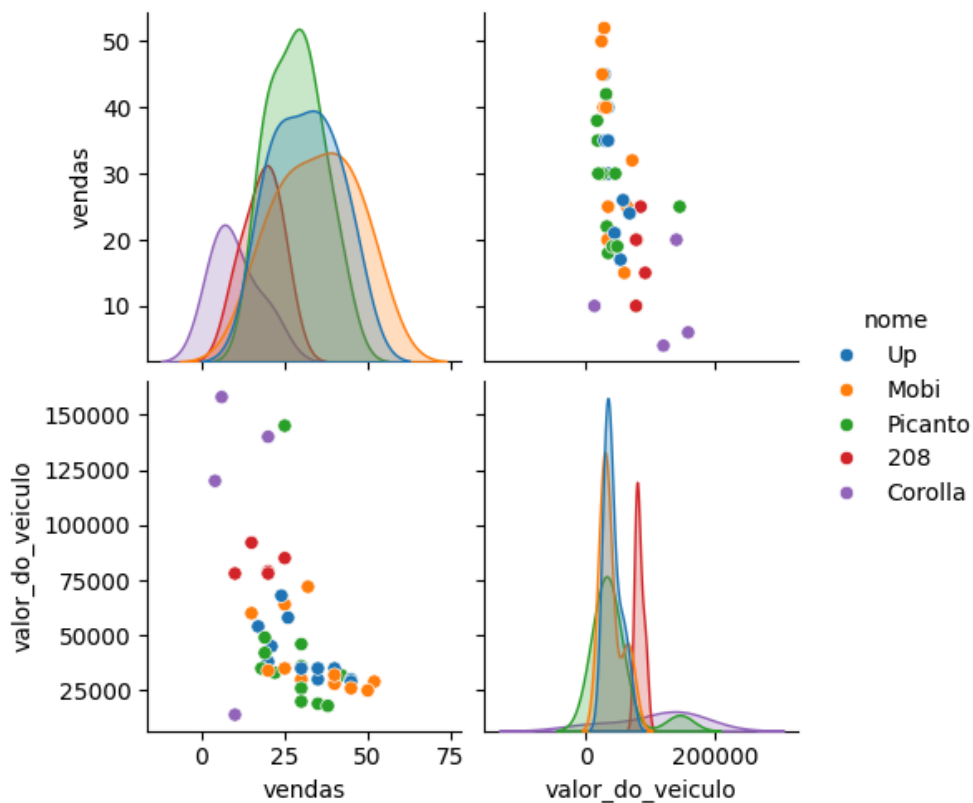 50
40
30
20
10
vendas
150000
125000
100000
75000
50000
25000
valor_do_veiculo
0 25 50 75
vendas
0 200000
valor_do_veiculo
nome
Up
Mobi
Picanto
208
Corolla